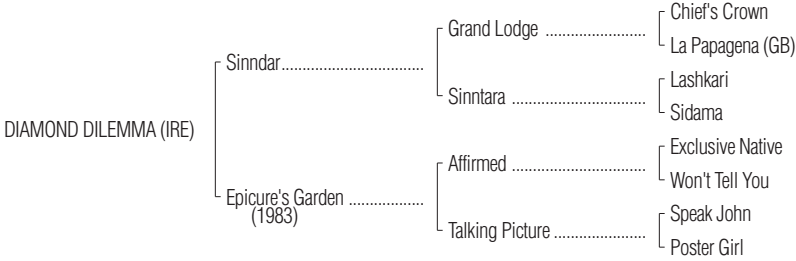 Chief's Crown
Grand Lodge ........................
La Papagena (GB)
Sinndar..................................
Lashkari
Sinntara ................................
Sidama
DIAMOND DILEMMA (IRE)
Exclusive Native
Affirmed ................................
Won't Tell You
Epicure's Garden ..................
(1983)
Speak John
Talking Picture ......................
Poster Girl